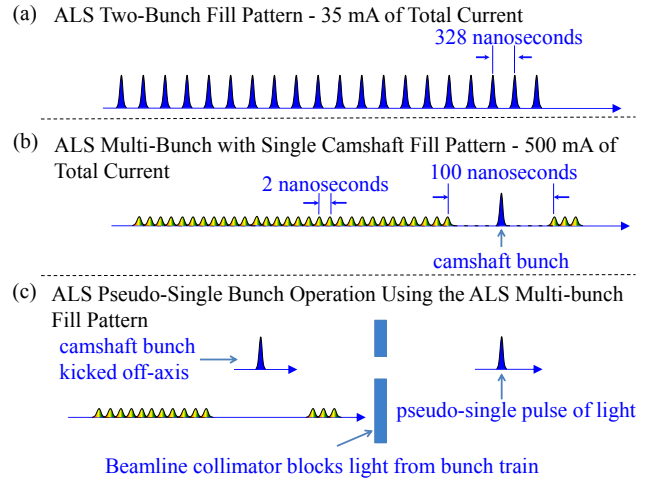 (a) ALS Two-Bunch Fill Pattern - 35 mA of Total Current
328 nanoseconds
(b) ALS Multi-Bunch with Single Camshaft Fill Pattern - 500 mA of
Total Current
2 nanoseconds
100 nanoseconds
camshaft bunch
(c) ALS Pseudo-Single Bunch Operation Using the ALS Multi-bunch
Fill Pattern
camshaft bunch
kicked off-axis
pseudo-single pulse of light
Beamline collimator blocks light from bunch train